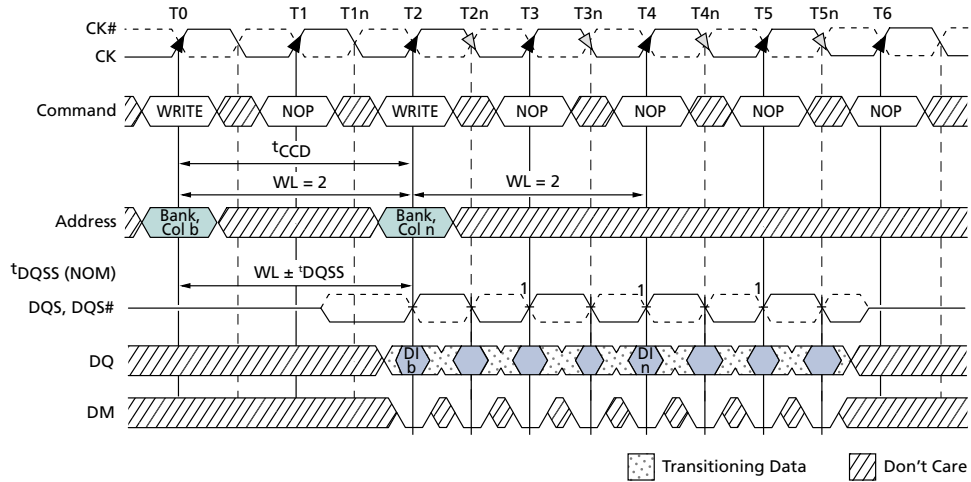 T0 T1 T1n T2 T2n T3 T3n T4 T4n T5 T5n T6
CK#
CK
Command WRITE NOP WRITE NOP NOP NOP NOP
tCCD
WL = 2 WL = 2
Address Bank, Col b Bank, Col n
tDQSS (NOM) WL ± tDQSS
DQS, DQS# 1 1 1
DQ DI b DI n
DM
Transitioning Data Don't Care